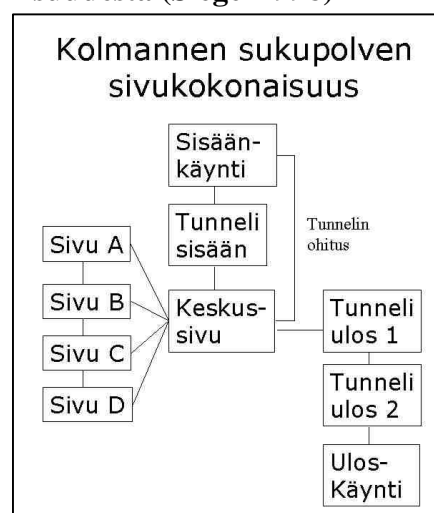 Kolmannen sukupolven
sivukokonaisuus
Sisään-
käynti
Tunneli
sisään
Tunnelin
ohitus
Sivu A
Sivu B
Sivu C
Sivu D
Keskus-
sivu
Tunneli
ulos 1
Tunneli
ulos 2
Ulos-
Käynti